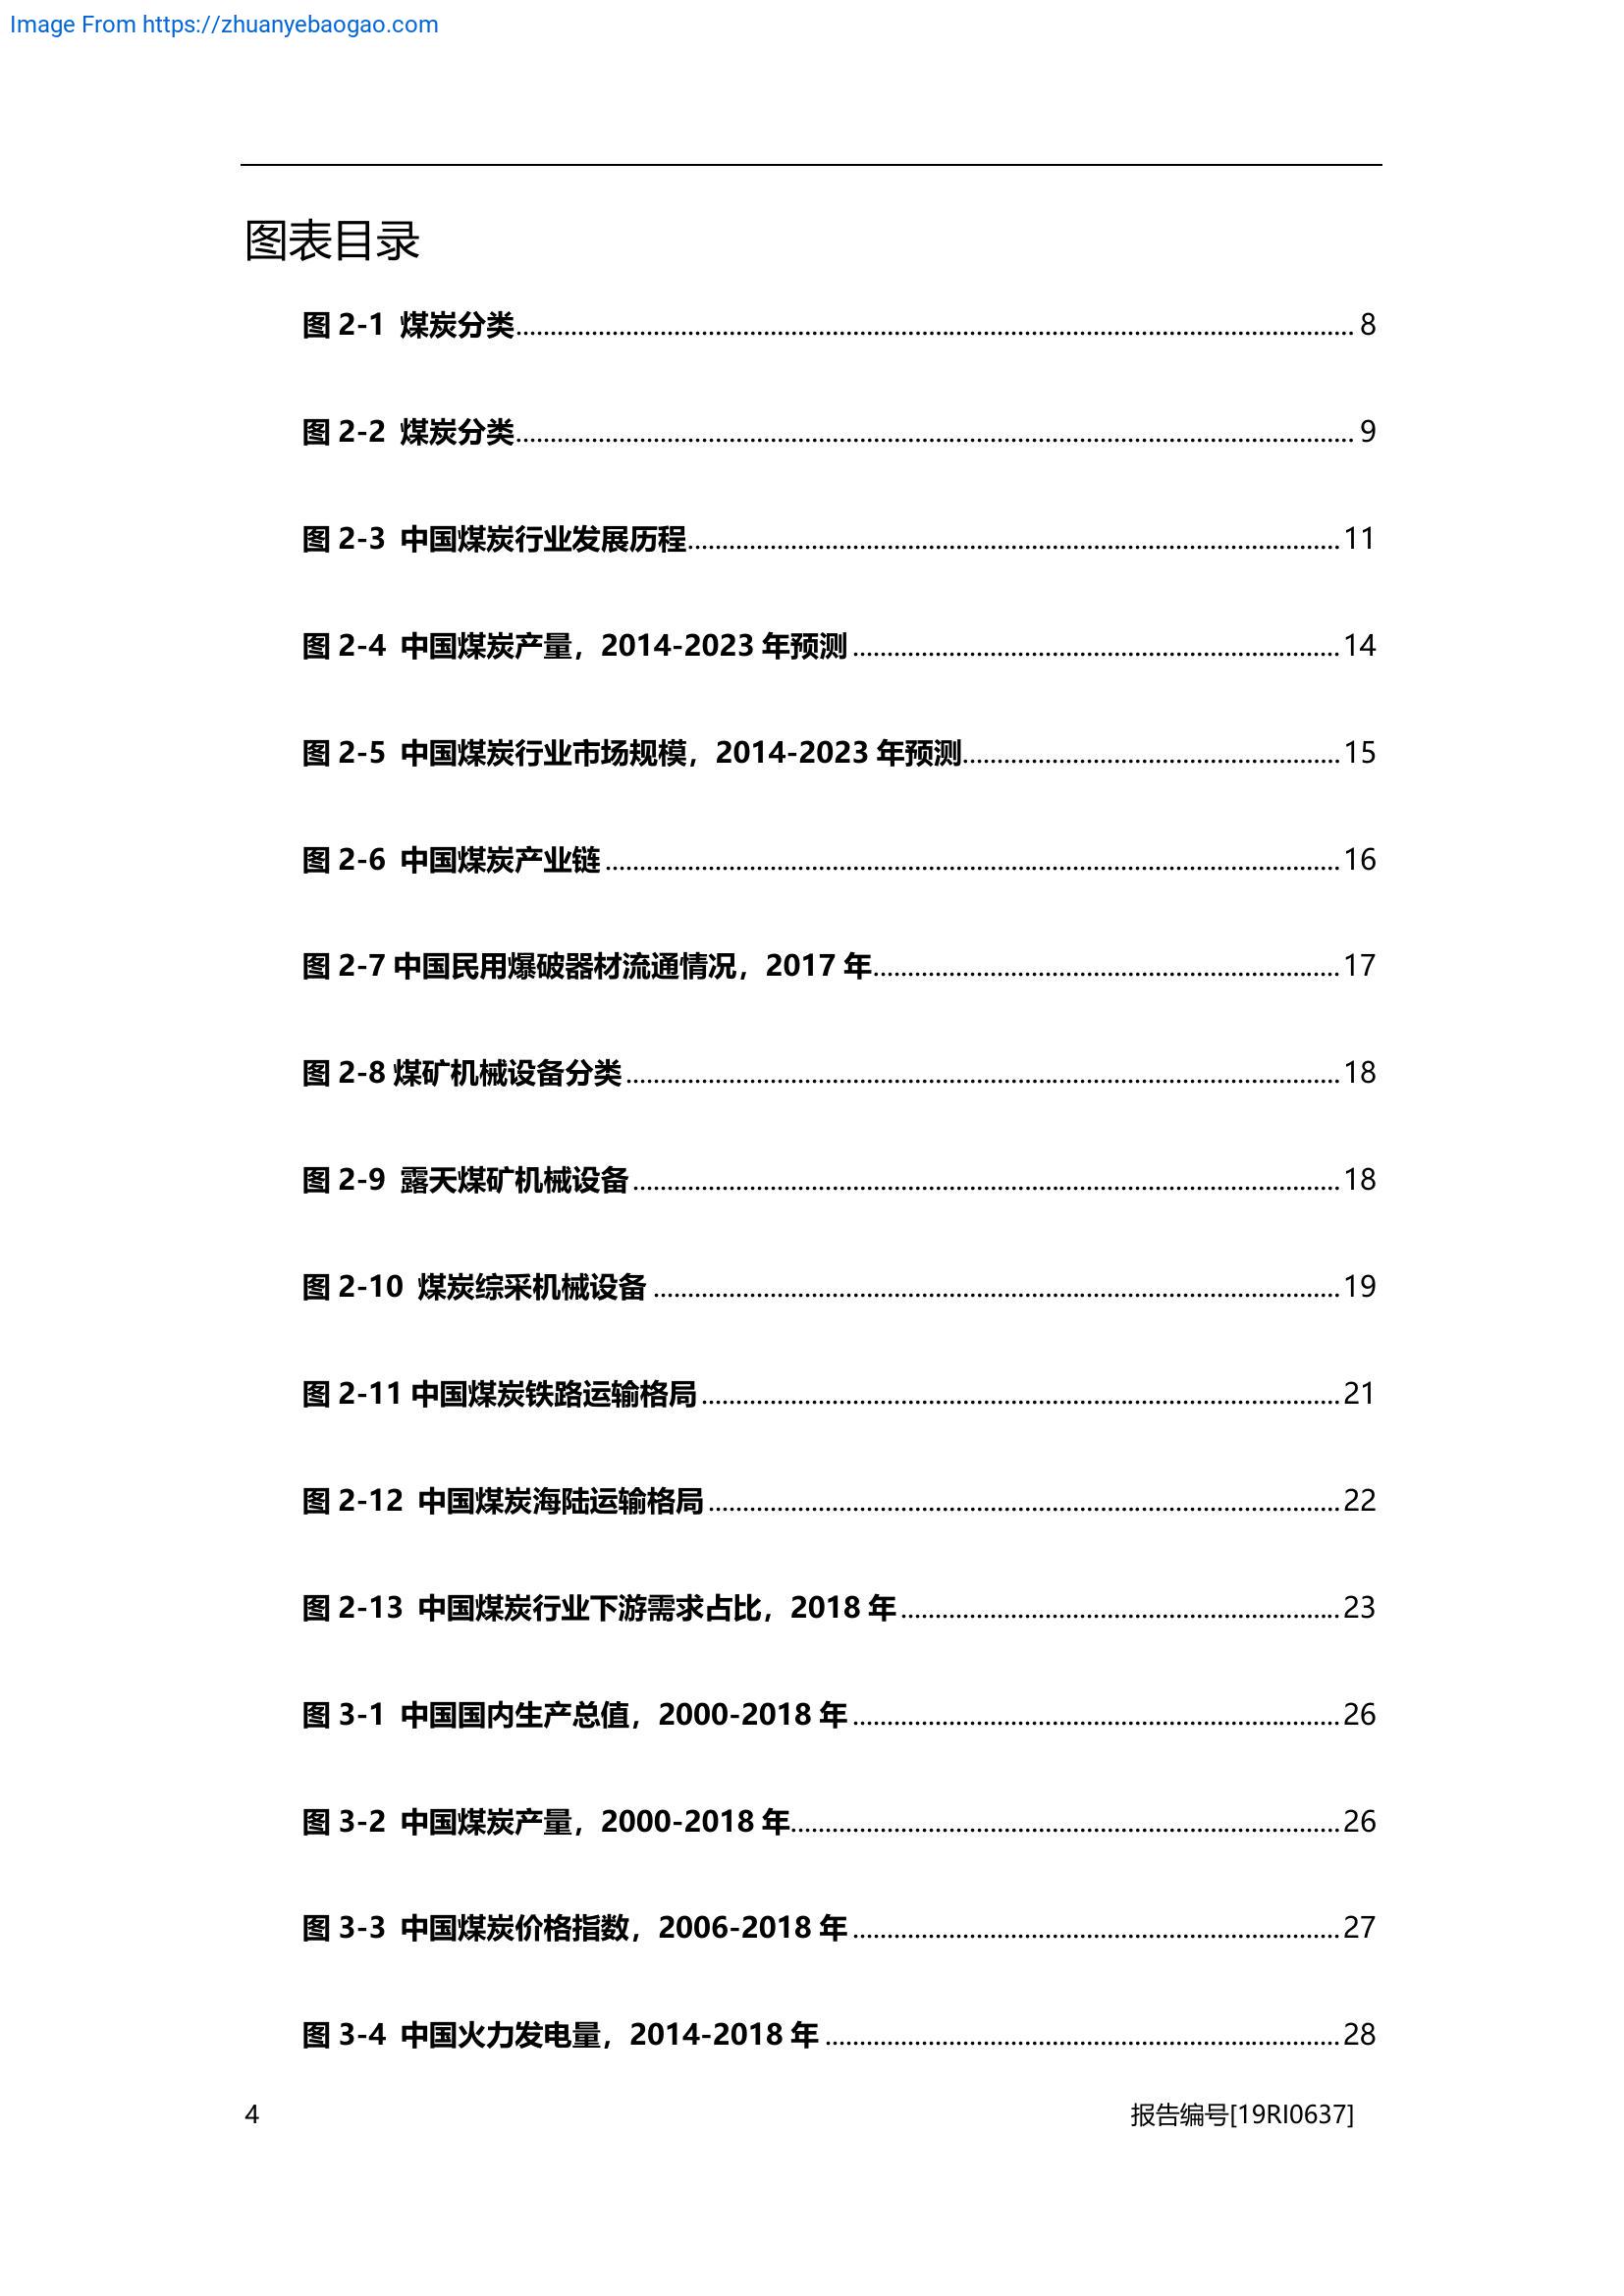 Image From https://zhuanyebaogao.com
图表目录
图 2-1 煤炭分类 8
图 2-2 煤炭分类 9
图 2-3 中国煤炭行业发展历程 11
图 2-4 中国煤炭产量，2014-2023 年预测 14
图 2-5 中国煤炭行业市场规模，2014-2023 年预测 15
图 2-6 中国煤炭产业链 16
图 2-7 中国民用爆破器材流通情况，2017 年 17
图 2-8 煤矿机械设备分类 18
图 2-9 露天煤矿机械设备 18
图 2-10 煤炭综采机械设备 19
图 2-11 中国煤炭铁路运输格局 21
图 2-12 中国煤炭海陆运输格局 22
图 2-13 中国煤炭行业下游需求占比，2018 年 23
图 3-1 中国国内生产总值，2000-2018 年 26
图 3-2 中国煤炭产量，2000-2018 年 26
图 3-3 中国煤炭价格指数，2006-2018 年 27
图 3-4 中国火力发电量，2014-2018 年 28
4 报告编号[19RI0637]